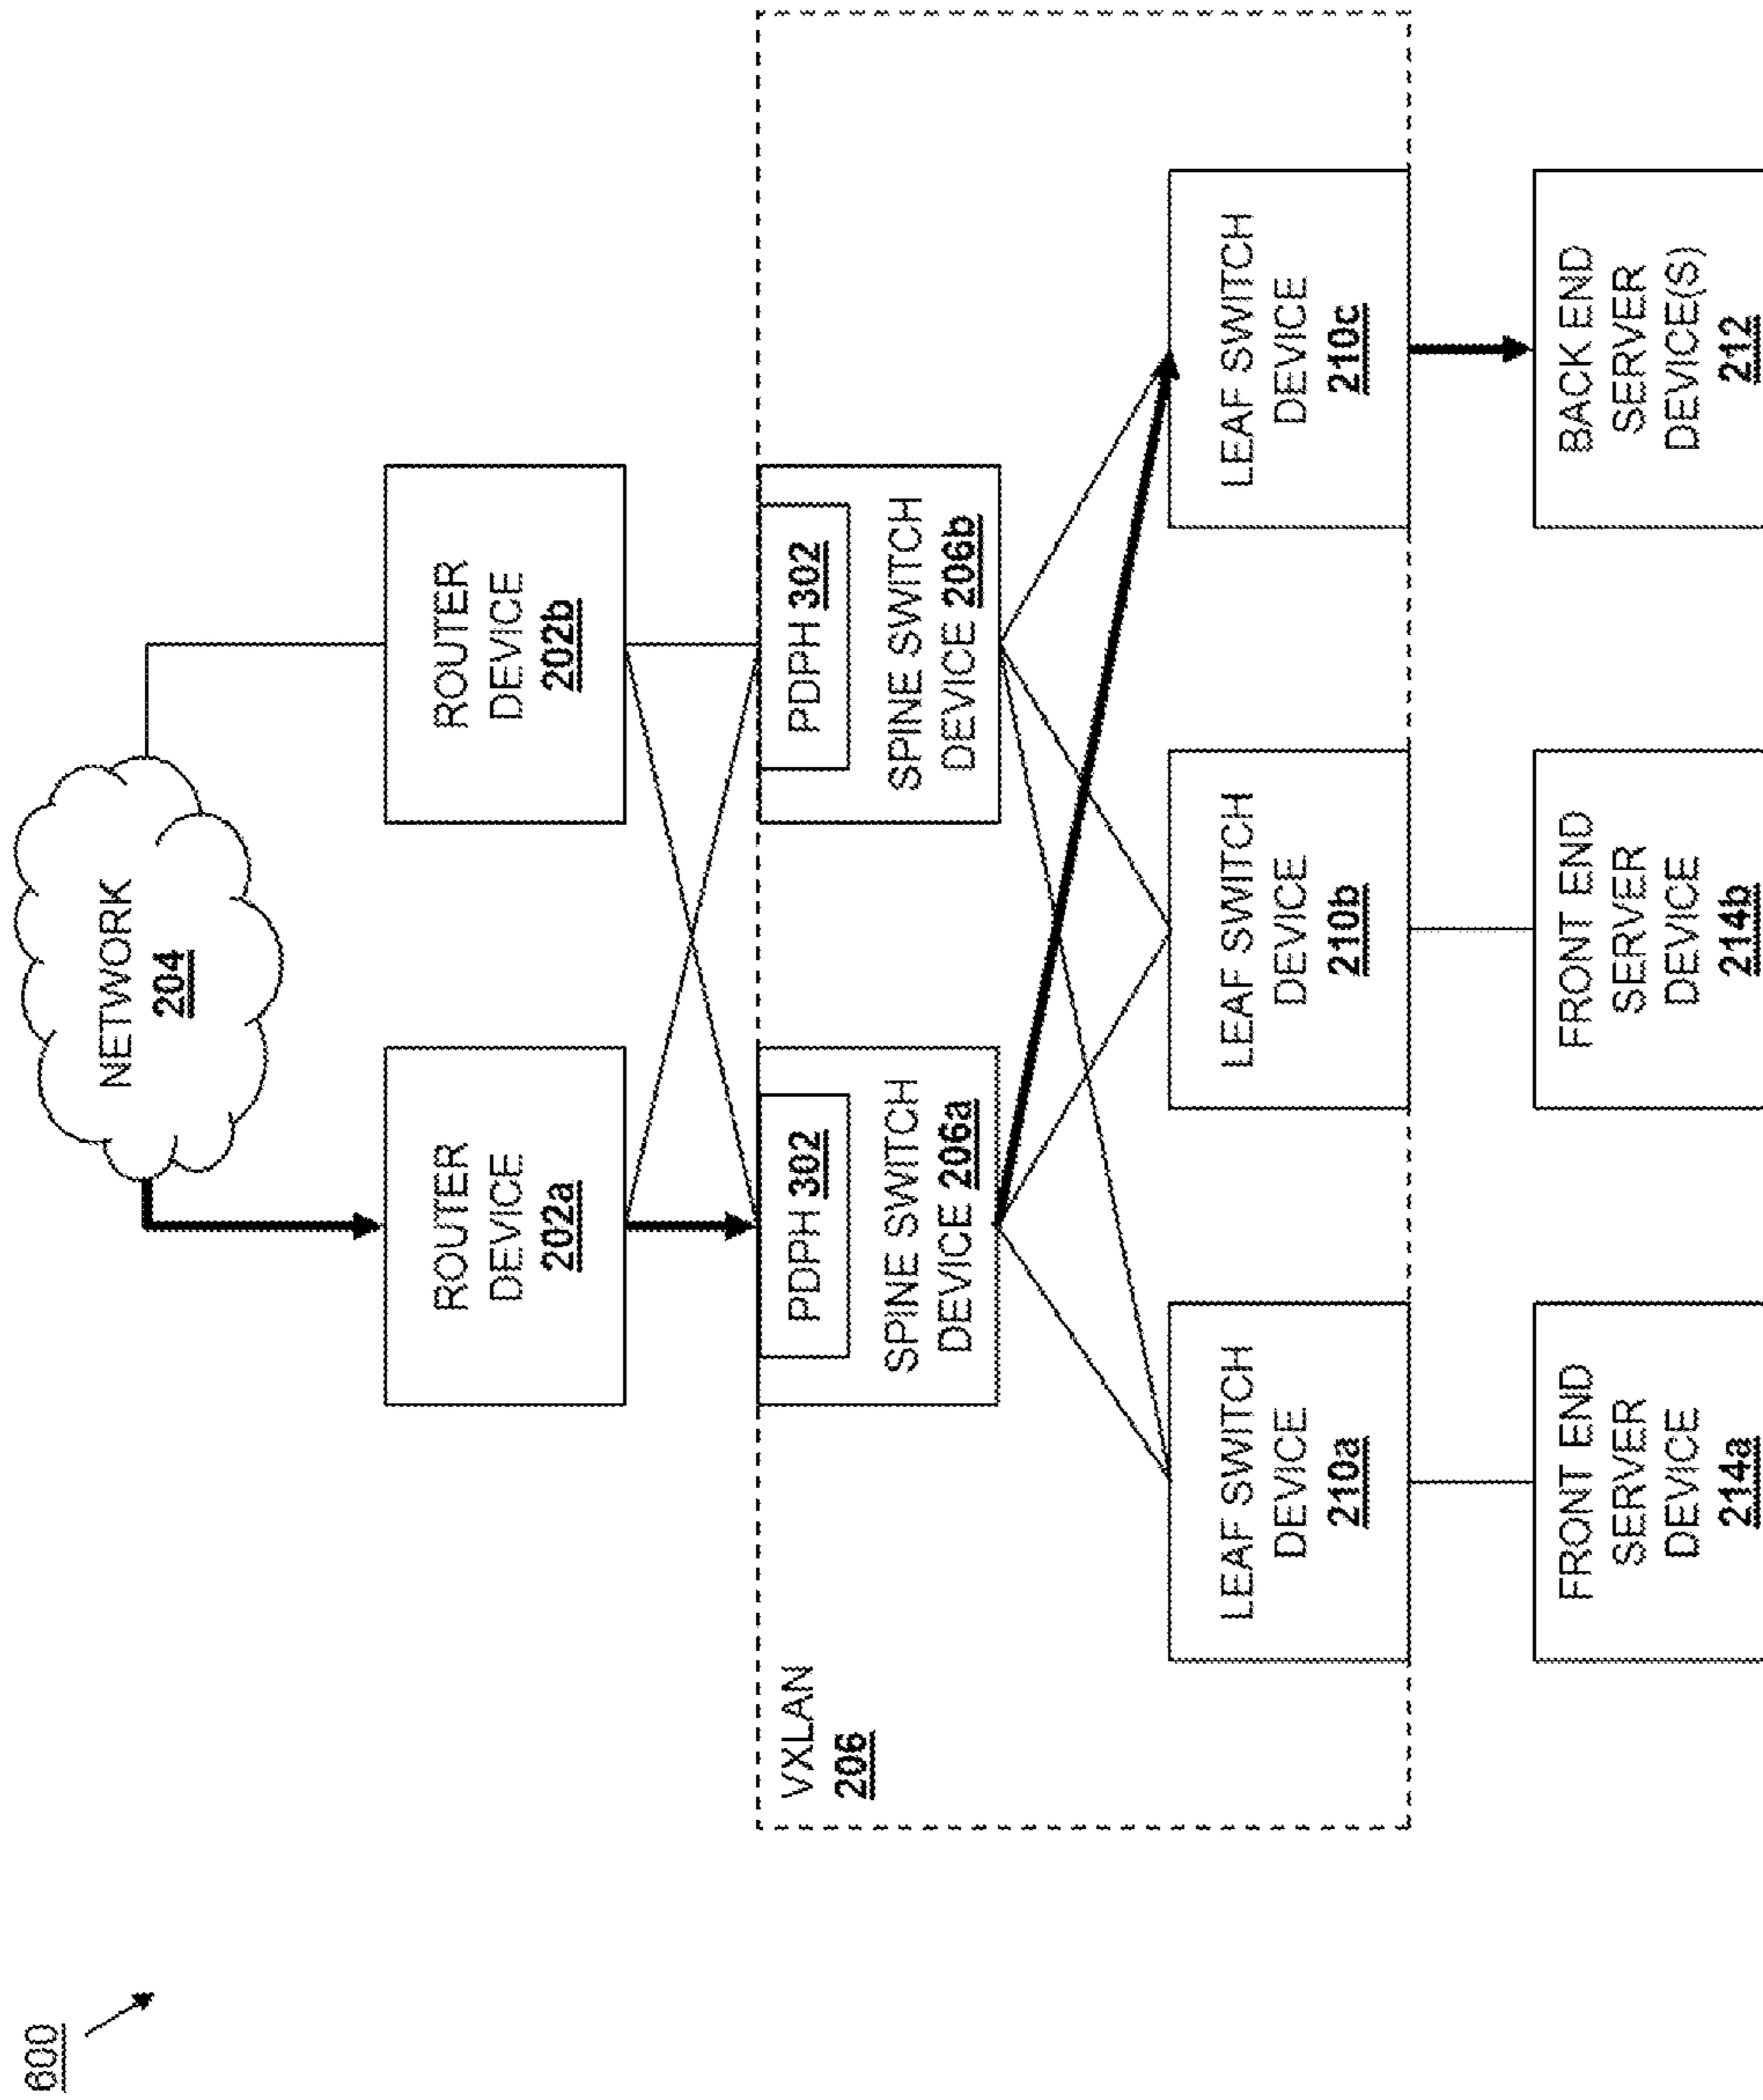 600
NETWORK
204
ROUTER
DEVICE
202a
ROUTER
DEVICE
202b
VXLAN
206
PDPH 302
SPINE SWITCH
DEVICE 206a
PDPH 302
SPINE SWITCH
DEVICE 206b
LEAF SWITCH
DEVICE
210a
LEAF SWITCH
DEVICE
210b
LEAF SWITCH
DEVICE
210c
FRONT END
SERVER
DEVICE
214a
FRONT END
SERVER
DEVICE
214b
BACK END
SERVER
DEVICE(S)
212